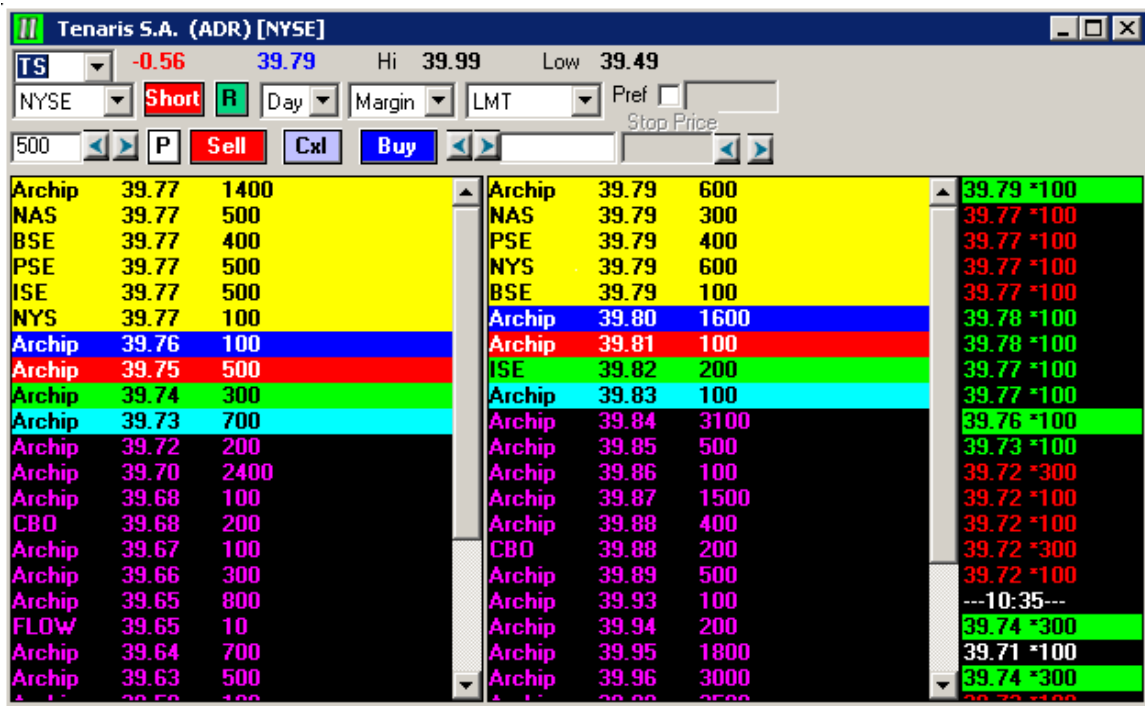 Tenaris S.A. (ADR) [NYSE]
TS -0.56 39.79 Hi 39.99 Low 39.49
NYSE Short R Day Margin LMT Pref
Stop Price
500 P Sell Cxl Buy
Archip 39.77 1400 Archip 39.79 600 39.79 *100
NAS 39.77 500 NAS 39.79 300 39.77 *100
BSE 39.77 400 PSE 39.79 400 39.77 *100
PSE 39.77 500 NYS 39.79 600 39.77 *100
ISE 39.77 500 BSE 39.79 100 39.77 *100
NYS 39.77 100 Archip 39.80 1600 39.78 *100
Archip 39.76 100 Archip 39.81 100 39.78 *100
Archip 39.75 500 ISE 39.82 200 39.77 *100
Archip 39.74 300 Archip 39.83 100 39.77 *100
Archip 39.73 700 Archip 39.84 3100 39.76 *100
Archip 39.72 200 Archip 39.85 500 39.73 *100
Archip 39.70 2400 Archip 39.86 100 39.72 *300
Archip 39.68 100 Archip 39.87 1500 39.72 *100
CBO 39.68 200 Archip 39.88 400 39.72 *100
Archip 39.67 100 CBO 39.88 200 39.72 *300
Archip 39.66 300 Archip 39.89 500 39.72 *100
Archip 39.65 800 Archip 39.93 100 ---10:35---
FLOW 39.65 10 Archip 39.94 200 39.74 *300
Archip 39.64 700 Archip 39.95 1800 39.71 *100
Archip 39.63 500 Archip 39.96 3000 39.74 *300